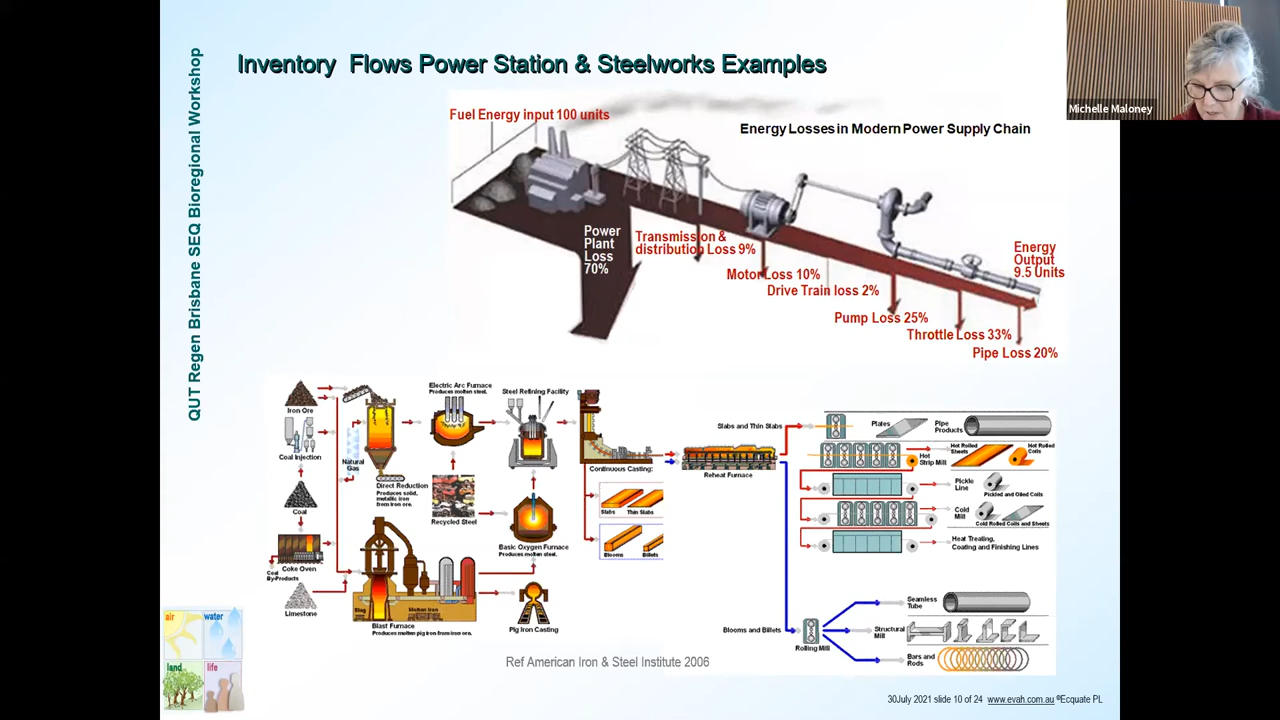 Inventory Flows Power Station & Steelworks Examples
QUT Regen Brisbane SEQ Bioregional Workshop
Michelle Maloney
Fuel Energy input 100 units
Energy Losses in Modern Power Supply Chain
Power
Plant
Loss
70%
Transmission &
distribution Loss 9%
Motor Loss 10%
Drive Train loss 2%
Pump Loss 25%
Throttle Loss 33%
Pipe Loss 20%
Energy
Output
9.5 Units
Iron Ore
Coal Injection
Natural
Gas
Coal
Coke Oven
Coal
By-Products
Limestone
Direct Reduction
Produces solid,
metallic iron
from iron ore.
Electric Arc Furnace
Produces molten steel.
Recycled Steel
Steel Refining Facility
Basic Oxygen Furnace
Produces molten steel.
Slag
Molten Iron
Blast Furnace
Produces molten pig iron from iron ore.
Pig Iron Casting
Continuous Casting:
Slabs
Thin Slabs
Blooms
Billets
Reheat Furnace
Slabs and Thin Slabs
Plates
Pipe
Products
Hot
Strip Mill
Hot Rolled
Sheets
Hot Rolled
Coils
Pickle
Line
Pickled and Oiled Coils
Cold
Mill
Cold Rolled Coils and Sheets
Heat Treating,
Coating and Finishing Lines
Blooms and Billets
Rolling Mill
Seamless
Tube
Structural
Mill
Bars and
Rods
Ref American Iron & Steel Institute 2006
air
water
land
life
30July 2021 slide 10 of 24 www.evah.com.au ®Ecquate PL